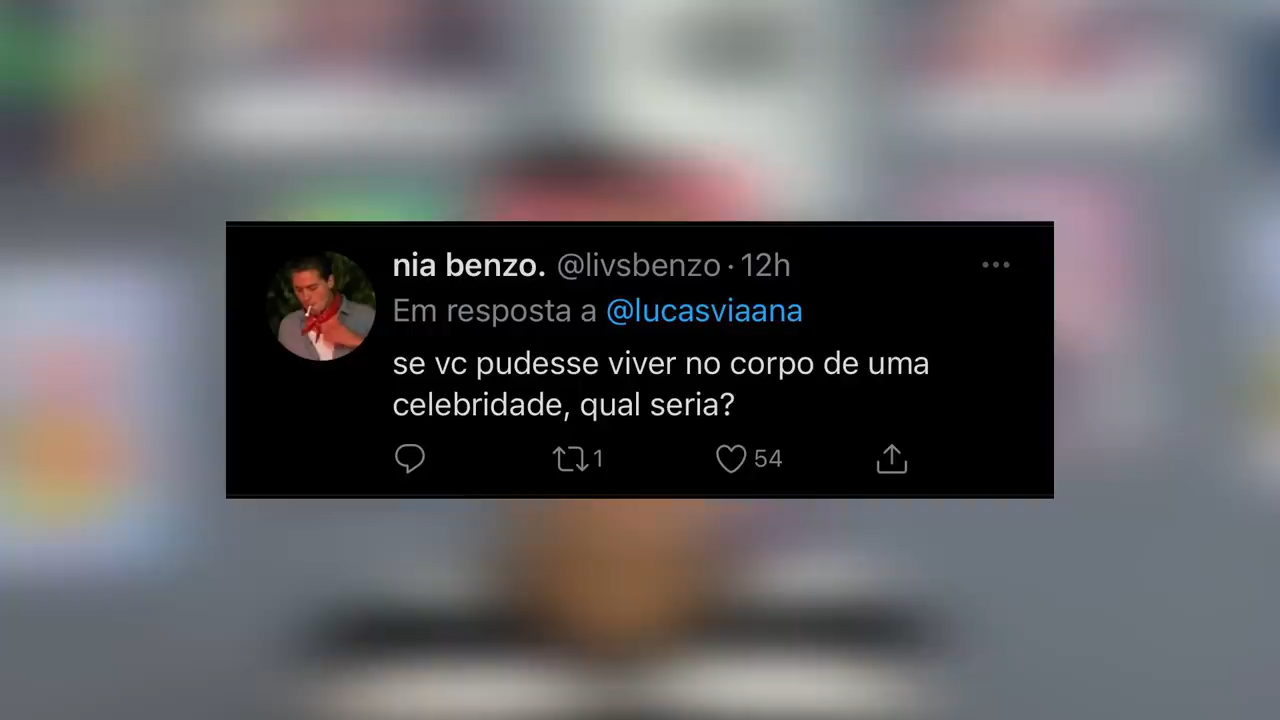 nia benzo. @livsbenzo · 12h
Em resposta a @lucasviaana
se vc pudesse viver no corpo de uma
celebridade, qual seria?
1 54